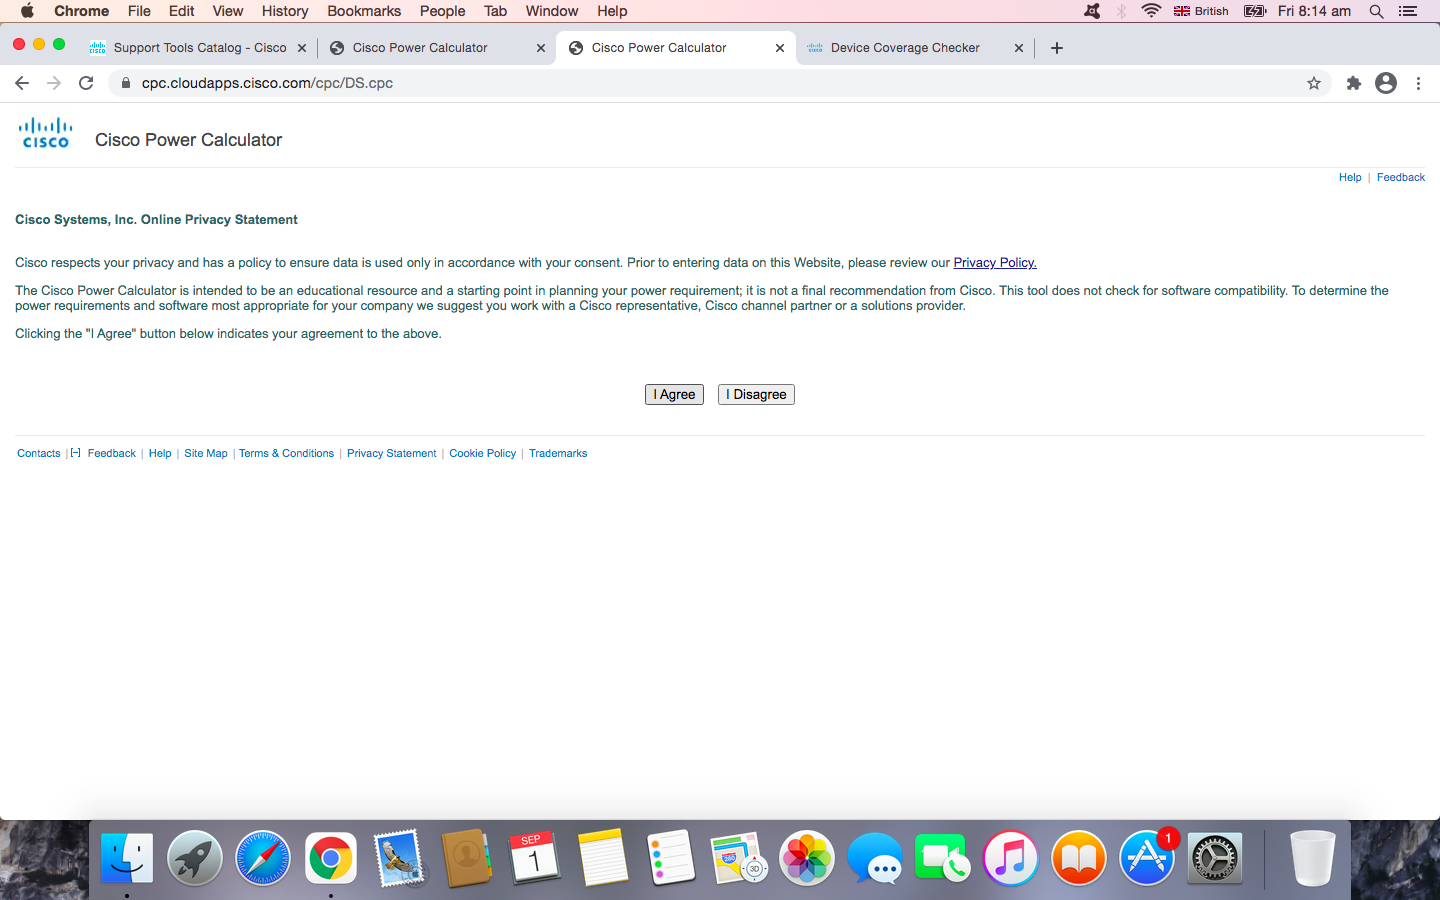 Chrome File Edit View History Bookmarks People Tab Window Help British Fri 8:14 am
Support Tools Catalog - Cisco Cisco Power Calculator Cisco Power Calculator Device Coverage Checker
cpc.cloudapps.cisco.com/cpc/DS.cpc
CISCO Cisco Power Calculator
Help | Feedback
Cisco Systems, Inc. Online Privacy Statement
Cisco respects your privacy and has a policy to ensure data is used only in accordance with your consent. Prior to entering data on this Website, please review our Privacy Policy.
The Cisco Power Calculator is intended to be an educational resource and a starting point in planning your power requirement; it is not a final recommendation from Cisco. This tool does not check for software compatibility. To determine the
power requirements and software most appropriate for your company we suggest you work with a Cisco representative, Cisco channel partner or a solutions provider.
Clicking the "I Agree" button below indicates your agreement to the above.
I Agree I Disagree
Contacts | [-] Feedback | Help | Site Map | Terms & Conditions | Privacy Statement | Cookie Policy | Trademarks
SEP
1
280
3D
1